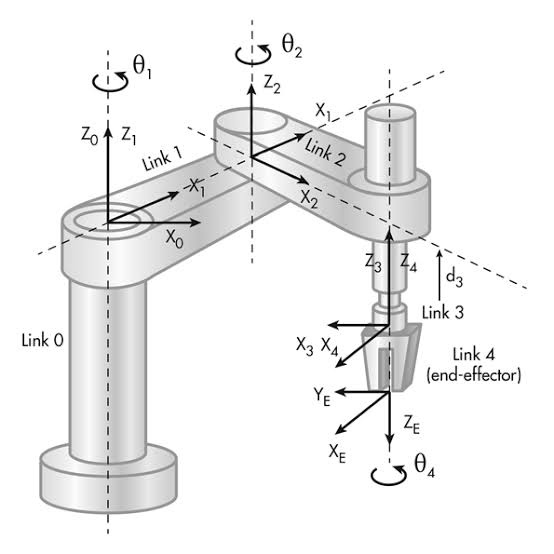 θ1
θ2
Z2
X1
Z0 Z1
Link 1
Link 2
X1
X2
X0
Z3 Z4
d3
Link 3
Link 0
X3 X4
Link 4
(end-effector)
YE
ZE
XE
θ4